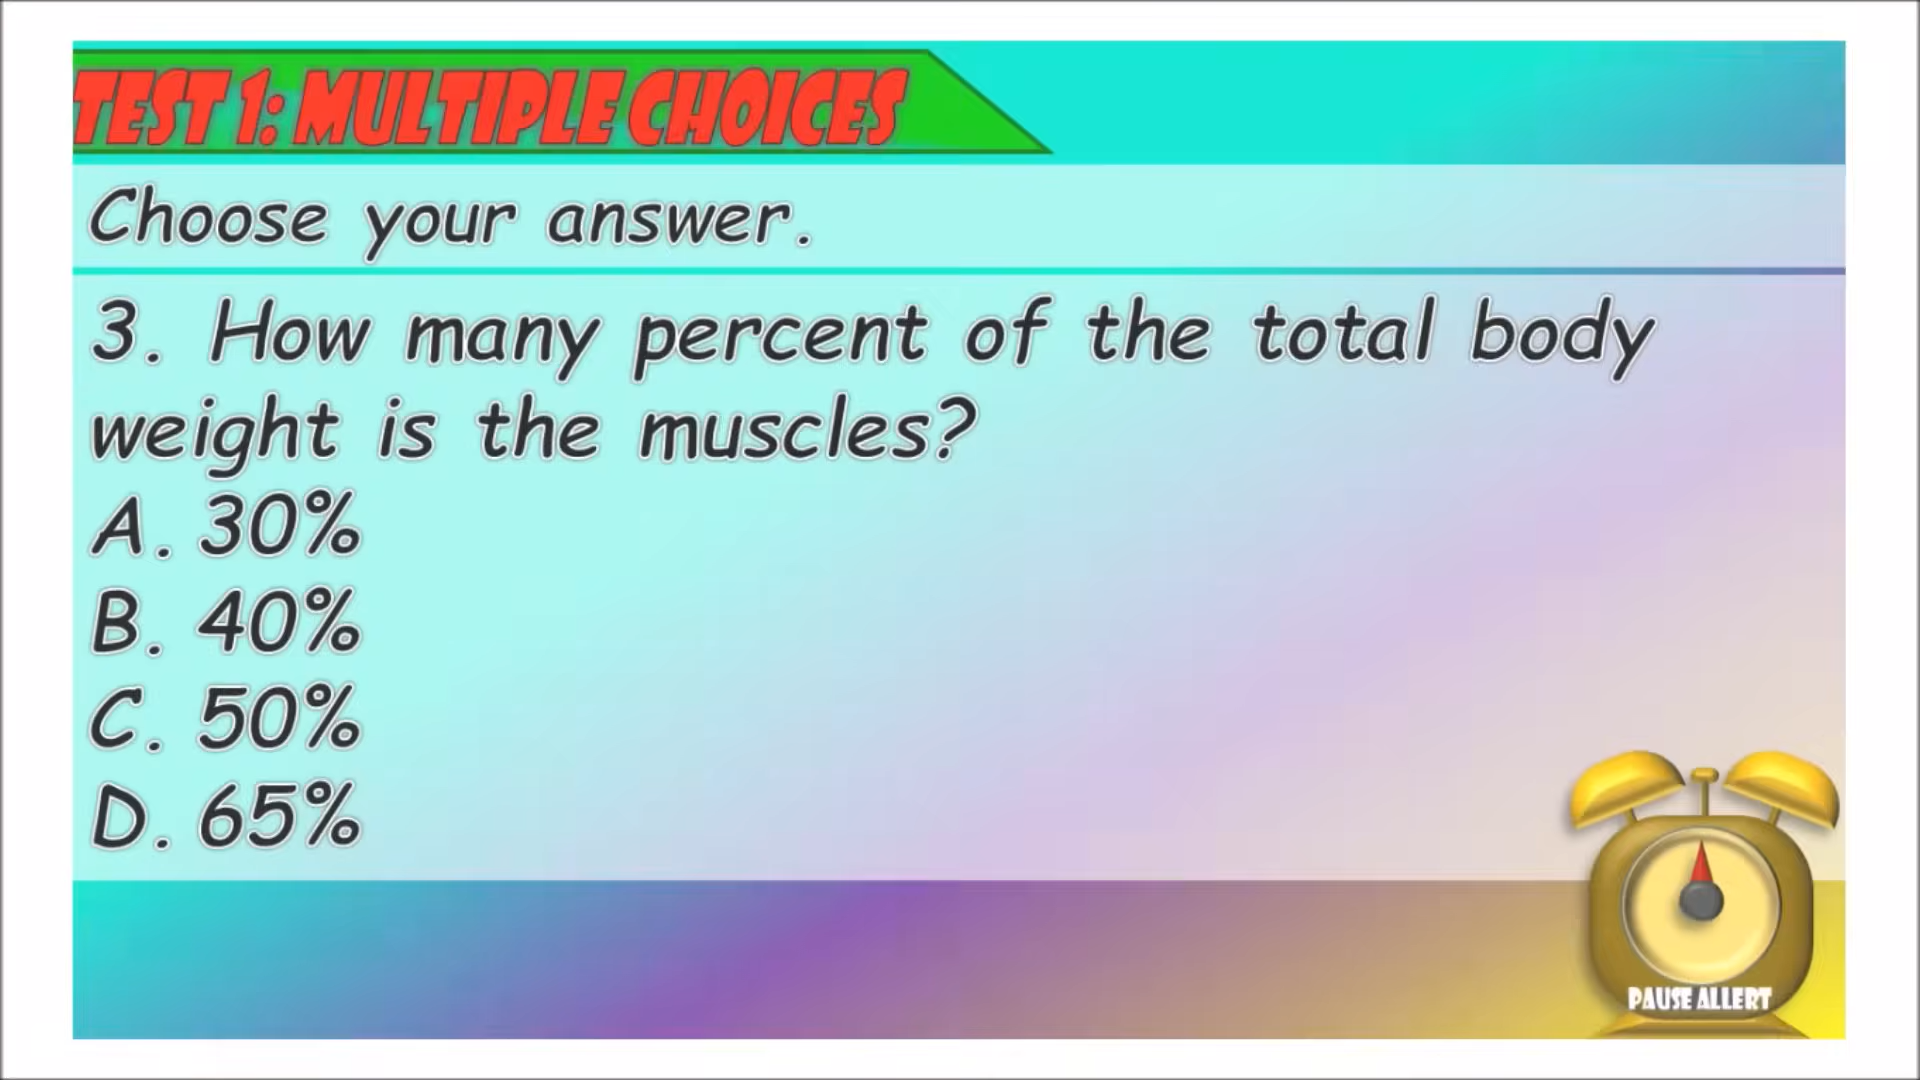 TEST 1: MULTIPLE CHOICES
Choose your answer.
3. How many percent of the total body
weight is the muscles?
A. 30%
B. 40%
C. 50%
D. 65%
PAUSE ALLERT